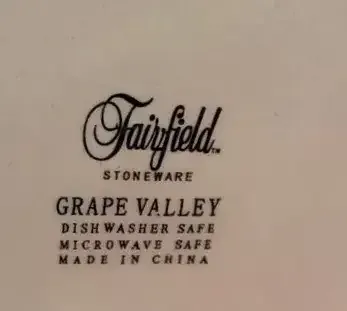 Fairfield™
STONEWARE
GRAPE VALLEY
DISHWASHER SAFE
MICROWAVE SAFE
MADE IN CHINA